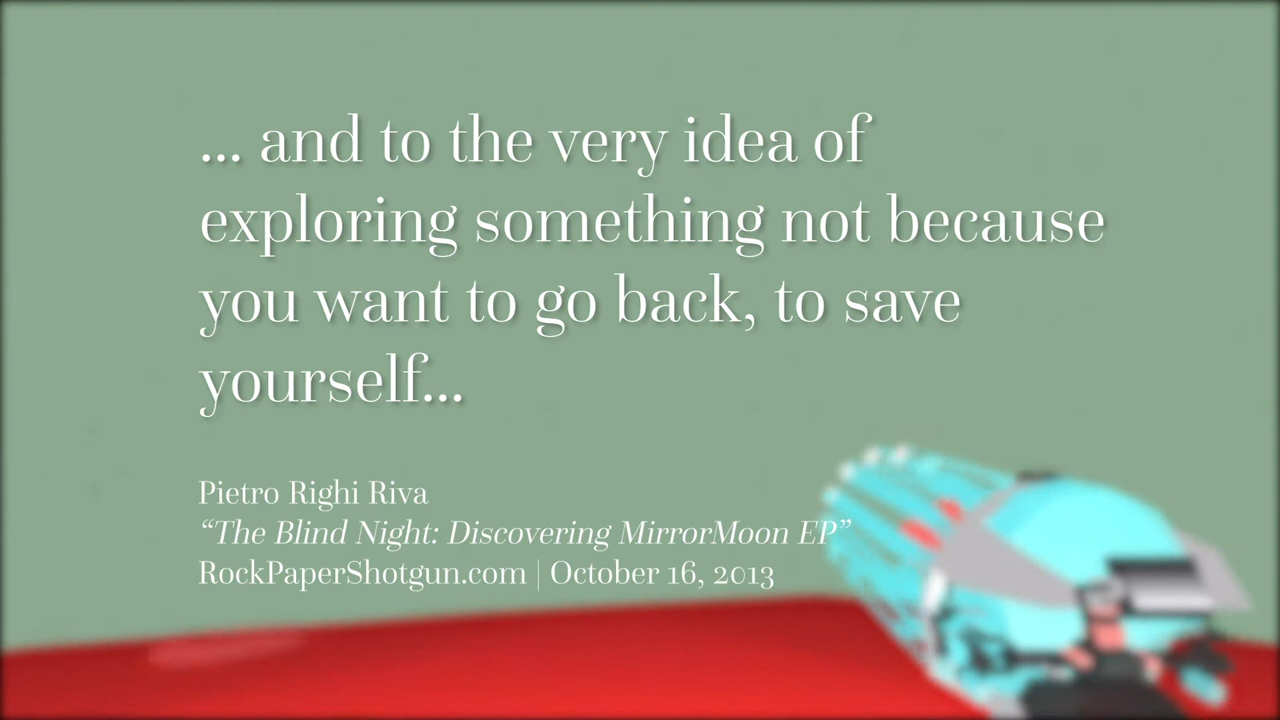 ... and to the very idea of
exploring something not because
you want to go back, to save
yourself...
Pietro Righi Riva
“The Blind Night: Discovering MirrorMoon EP”
RockPaperShotgun.com | October 16, 2013